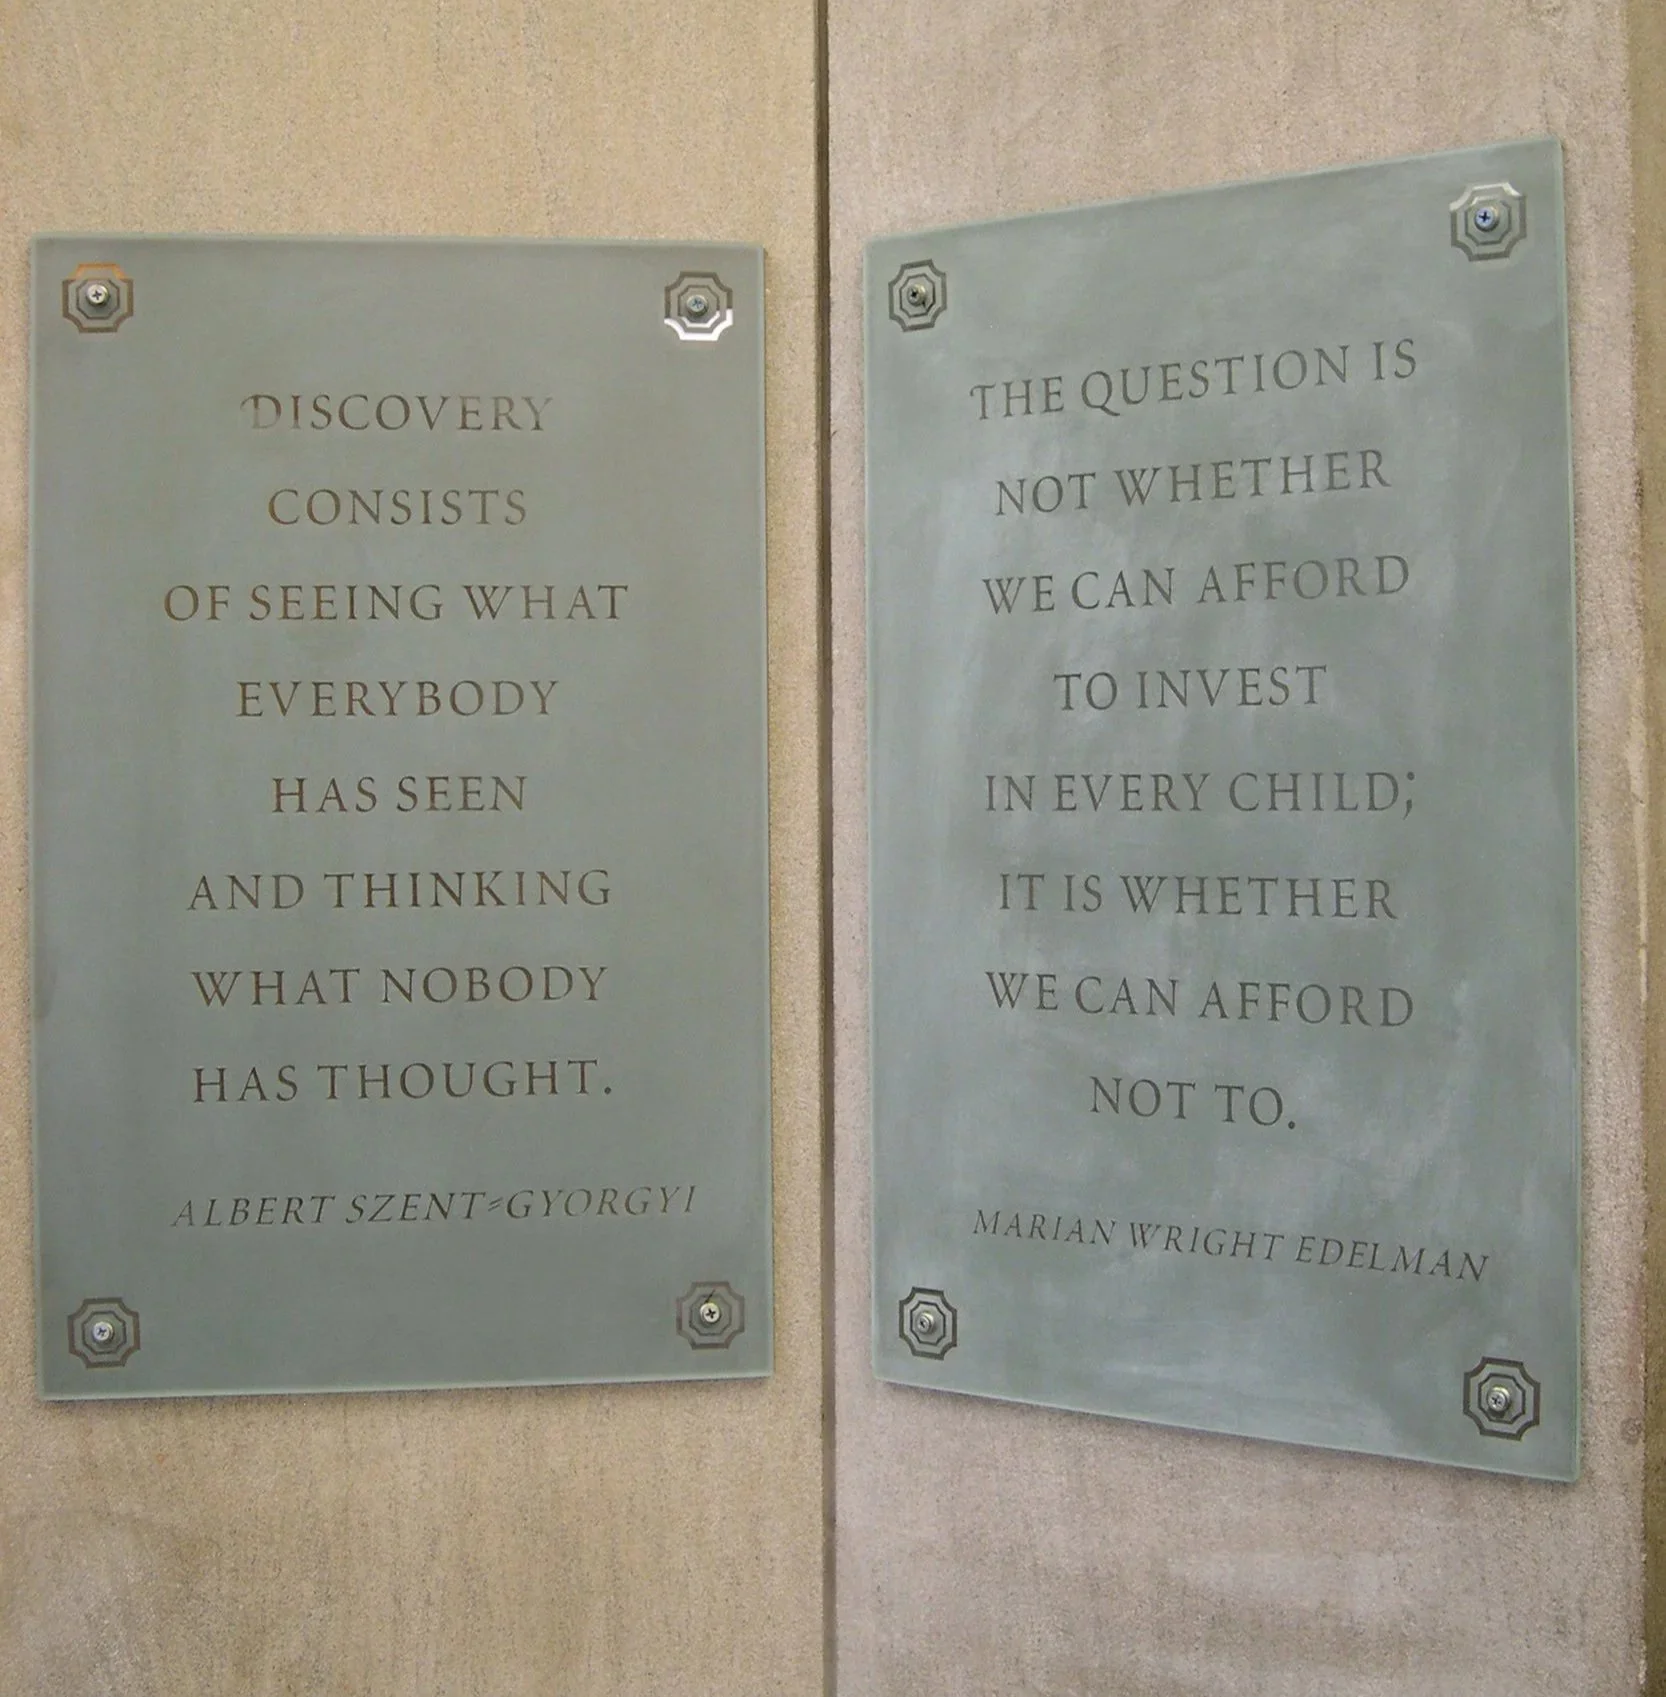 DISCOVERY
CONSISTS
OF SEEING WHAT
EVERYBODY
HAS SEEN
AND THINKING
WHAT NOBODY
HAS THOUGHT.
ALBERT SZENT-GYORGYI
THE QUESTION IS
NOT WHETHER
WE CAN AFFORD
TO INVEST
IN EVERY CHILD;
IT IS WHETHER
WE CAN AFFORD
NOT TO.
MARIAN WRIGHT EDELMAN